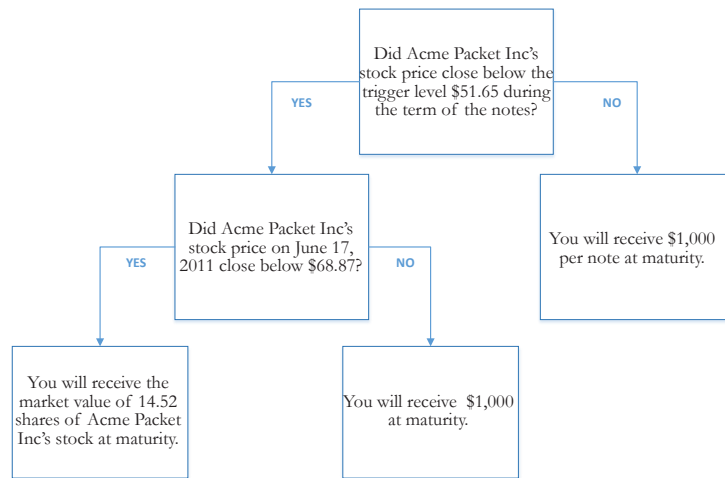 Did Acme Packet Inc's
stock price close below the
trigger level $51.65 during
the term of the notes?
YES
NO
Did Acme Packet Inc's
stock price on June 17,
2011 close below $68.87?
You will receive $1,000
per note at maturity.
YES
NO
You will receive the
market value of 14.52
shares of Acme Packet
Inc's stock at maturity.
You will receive $1,000
at maturity.